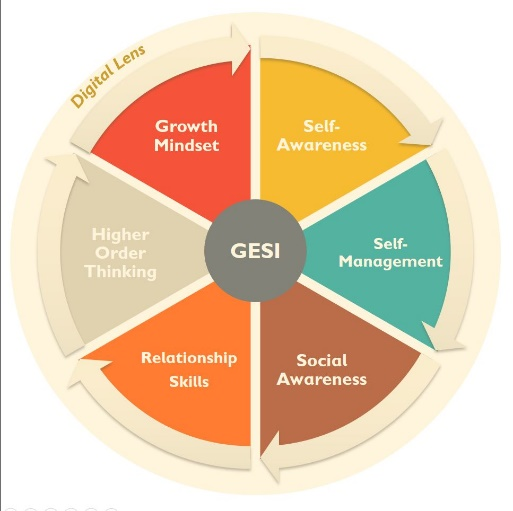 Digital Lens
Growth
Mindset
Self-
Awareness
Higher
Order
Thinking
GESI
Self-
Management
Relationship
Skills
Social
Awareness